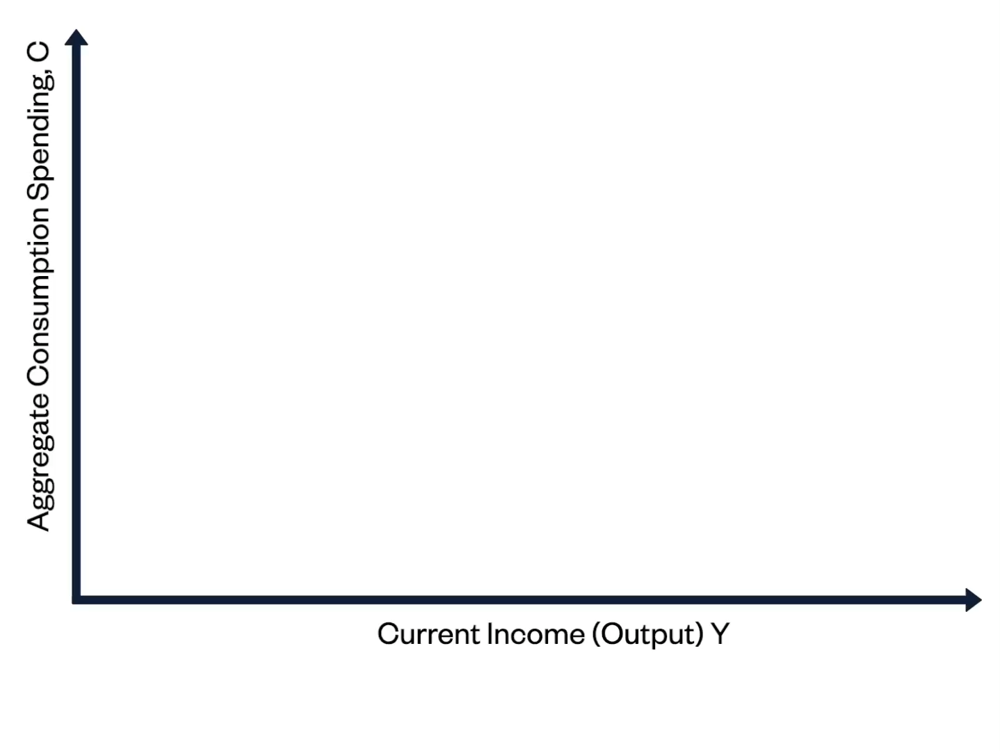 Aggregate Consumption Spending, C
Current Income (Output) Y